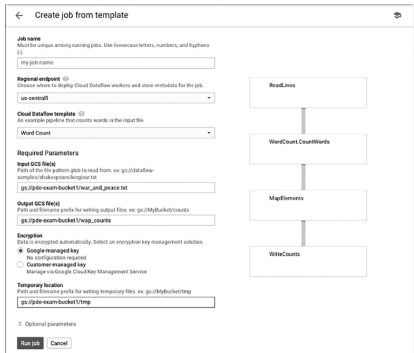 Create job from template
Job name
Must be unique among running jobs. Use lowercase letters, numbers, and hyphens
(-).
my-job-name
Regional endpoint
Choose where to deploy Cloud Dataflow workers and store metadata for the job.
us-central1
Cloud Dataflow template
An example pipeline that counts words in the input file
Word Count
Required Parameters
Input GCS file(s)
Path of the file pattern glob to read from. ex: gs://dataflow-
samples/shakespeare/kinglear.txt
gs://pde-exam-bucket1/war_and_peace.txt
Output GCS file(s)
Path and filename prefix for writing output files. ex: gs://MyBucket/counts
gs://pde-exam-bucket1/wap_counts
Encryption
Data is encrypted automatically. Select an encryption key management solution
Google-managed key
No configuration required
Customer-managed key
Manage via Google Cloud Key Management Service
Temporary location
Path and filename prefix for writing temporary files. ex: gs://MyBucket/tmp
gs://pde-exam-bucket1/tmp
Optional parameters
Run job Cancel
ReadLines
WordCount.CountWords
MapElements
WriteCounts